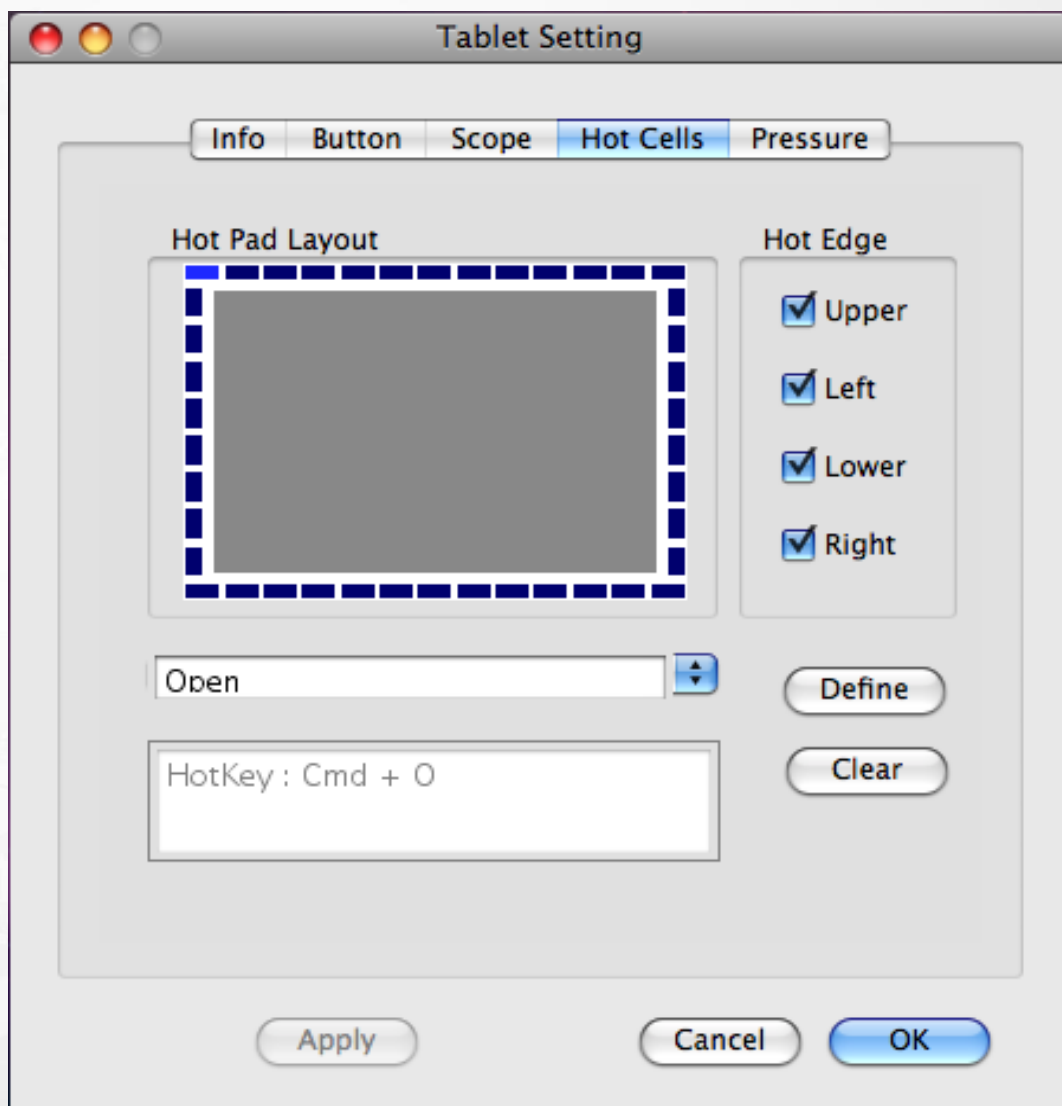 Tablet Setting
Info Button Scope Hot Cells Pressure
Hot Pad Layout
Hot Edge
Upper
Left
Lower
Right
Open
Define
HotKey : Cmd + O
Clear
Apply Cancel OK